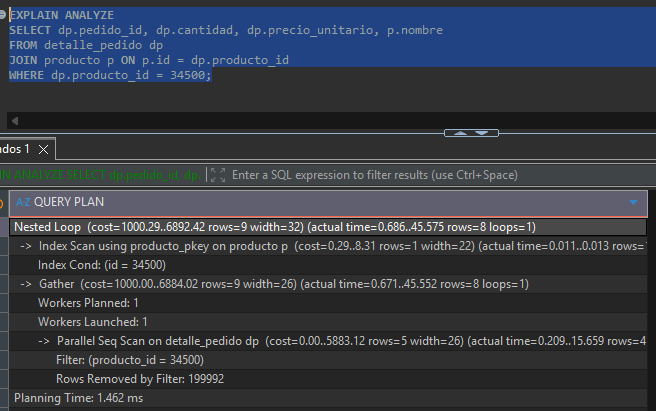 EXPLAIN ANALYZE
SELECT dp.pedido_id, dp.cantidad, dp.precio_unitario, p.nombre
FROM detalle_pedido dp
JOIN producto p ON p.id = dp.producto_id
WHERE dp.producto_id = 34500;
ndos 1
IN ANALYZE SELECT dp.pedido_id, dp. Enter a SQL expression to filter results (use Ctrl+Space)
A-Z QUERY PLAN
Nested Loop (cost=1000.29..6892.42 rows=9 width=32) (actual time=0.686..45.575 rows=8 loops=1)
-> Index Scan using producto_pkey on producto p (cost=0.29..8.31 rows=1 width=22) (actual time=0.011..0.013 rows=
Index Cond: (id = 34500)
-> Gather (cost=1000.00..6884.02 rows=9 width=26) (actual time=0.671..45.552 rows=8 loops=1)
Workers Planned: 1
Workers Launched: 1
-> Parallel Seq Scan on detalle_pedido dp (cost=0.00..5883.12 rows=5 width=26) (actual time=0.209..15.659 rows=4
Filter: (producto_id = 34500)
Rows Removed by Filter: 199992
Planning Time: 1.462 ms